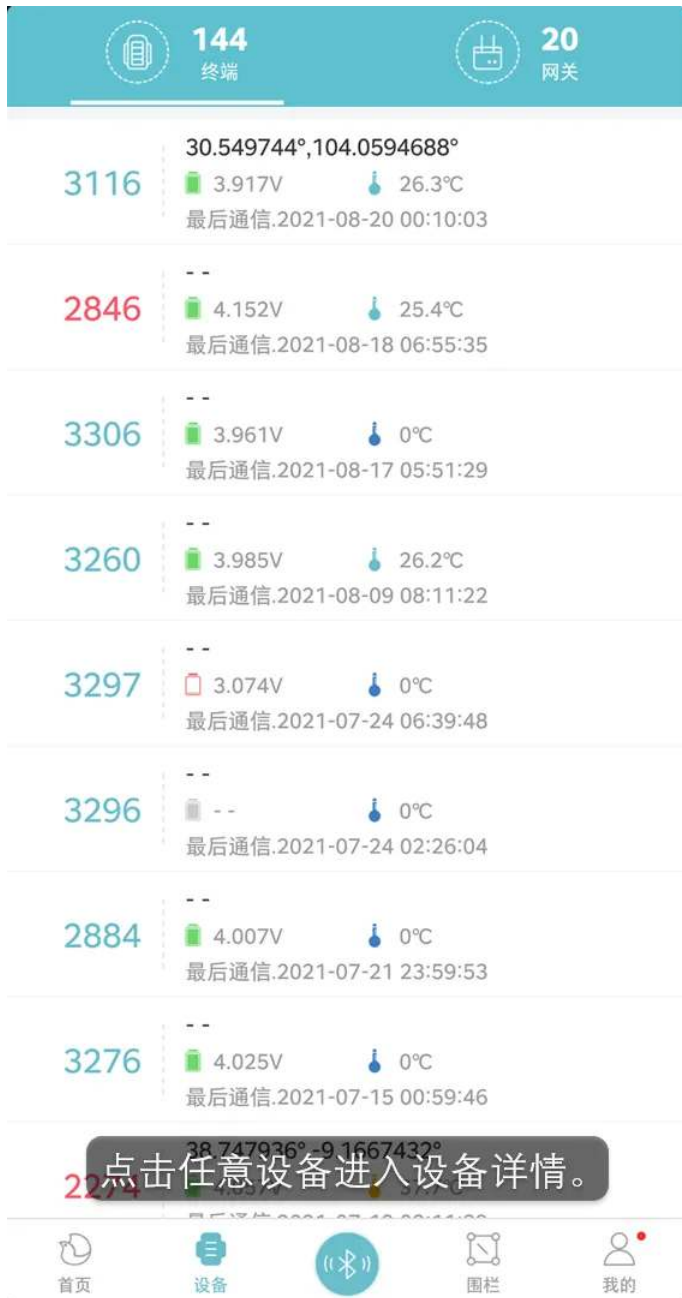 144
终端
20
网关
30.549744°,104.0594688°
3116
3.917V 26.3℃
最后通信.2021-08-20 00:10:03
- -
2846
4.152V 25.4℃
最后通信.2021-08-18 06:55:35
- -
3306
3.961V 0℃
最后通信.2021-08-17 05:51:29
- -
3260
3.985V 26.2℃
最后通信.2021-08-09 08:11:22
- -
3297
3.074V 0℃
最后通信.2021-07-24 06:39:48
- -
3296
- - 0℃
最后通信.2021-07-24 02:26:04
- -
2884
4.007V 0℃
最后通信.2021-07-21 23:59:53
- -
3276
4.025V 0℃
最后通信.2021-07-15 00:59:46
38.747936° -9.1667432°
2274
点击任意设备进入设备详情。
首页 设备 围栏 我的